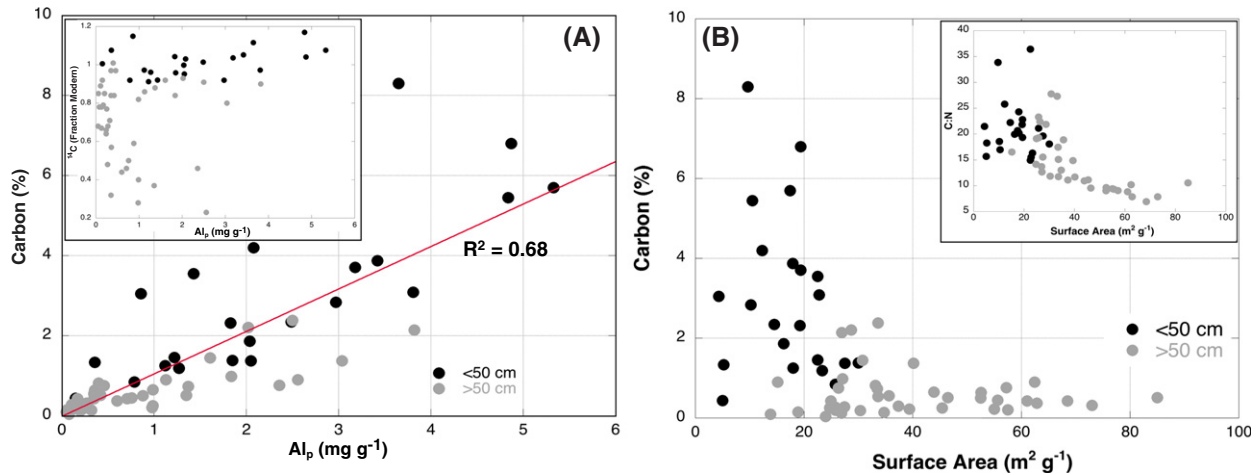 (A)
Carbon (%)
10
8
6
4
2
0
0 1 2 3 4 5 6
Al_p (mg g⁻¹)
R² = 0.68
<50 cm
>50 cm
¹⁴C (Fraction Modern)
1.2
1
0.8
0.6
0.4
0.2
0 1 2 3 4 5 6
Al_p (mg g⁻¹)
(B)
Carbon (%)
10
8
6
4
2
0
0 20 40 60 80 100
Surface Area (m² g⁻¹)
<50 cm
>50 cm
C:N
40
35
30
25
20
15
10
5
0 20 40 60 80 100
Surface Area (m² g⁻¹)